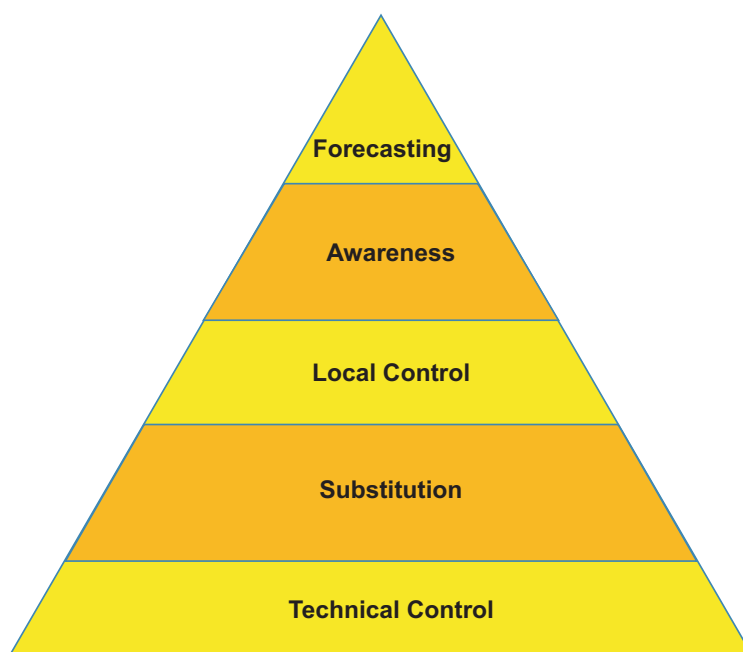 Forecasting
Awareness
Local Control
Substitution
Technical Control